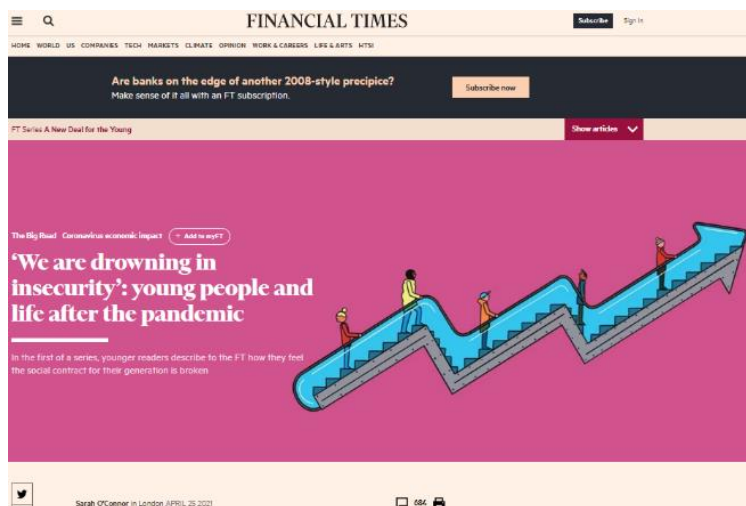 FINANCIAL TIMES
Subscribe Sign In
HOME WORLD US COMPANIES TECH MARKETS CLIMATE OPINION WORK & CAREERS LIFE & ARTS HTSI
Are banks on the edge of another 2008-style precipice?
Make sense of it all with an FT subscription.
Subscribe now
FT Series A New Deal for the Young
Show articles
The Big Read Coronavirus economic impact + Add to myFT
‘We are drowning in
insecurity’: young people and
life after the pandemic
In the first of a series, younger readers describe to the FT how they feel
the social contract for their generation is broken
Sarah O'Connor in London APRIL 25 2021